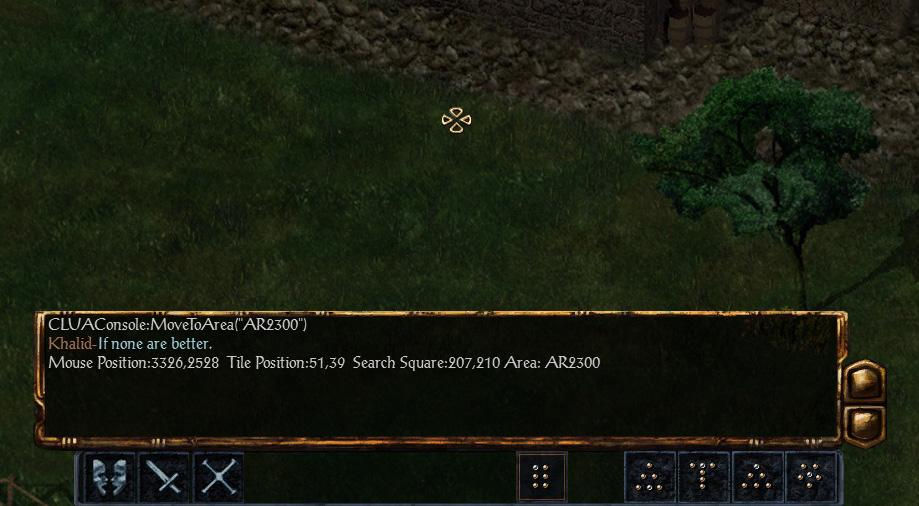 CLUAConsole:MoveToArea("AR2300")
Khalid-If none are better.
Mouse Position:3326,2528 Tile Position:51,39 Search Square:207,210 Area: AR2300